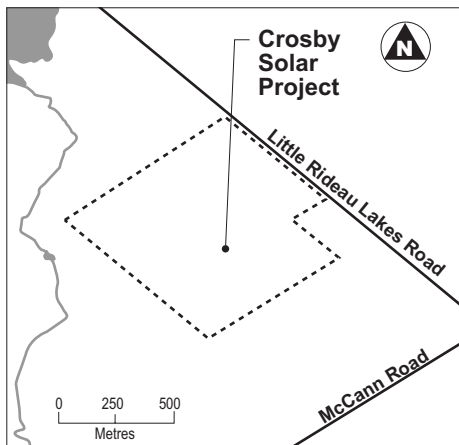 Crosby
Solar
Project
N
Little Rideau Lakes Road
McCann Road
0 250 500
Metres